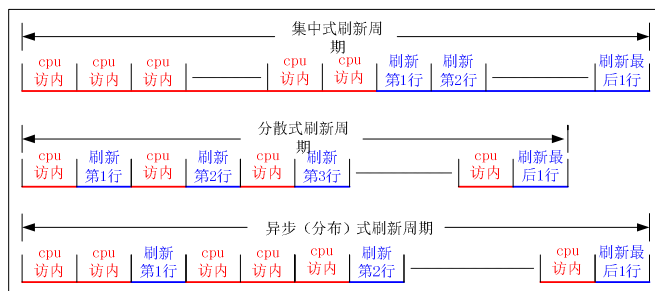 集中式刷新周
期
cpu cpu cpu cpu cpu 刷新 刷新 刷新最
访内 访内 访内 访内 访内 第1行 第2行 后1行
分散式刷新周
期
cpu 刷新 cpu 刷新 cpu 刷新 cpu 刷新最
访内 第1行 访内 第2行 访内 第3行 访内 后1行
异步（分布）式刷新周期
cpu cpu 刷新 cpu cpu cpu 刷新 cpu 刷新最
访内 访内 第1行 访内 访内 访内 第2行 访内 后1行